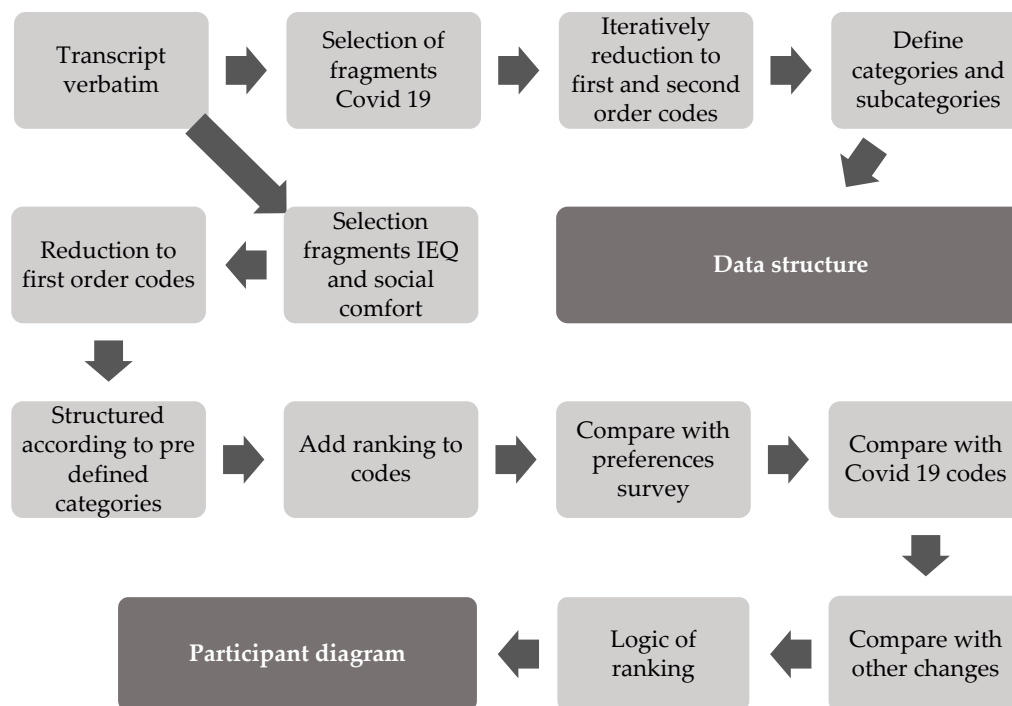 Transcript
verbatim
Selection of
fragments
Covid 19
Iteratively
reduction to
first and second
order codes
Define
categories and
subcategories
Reduction to
first order codes
Selection
fragments IEQ
and social
comfort
Data structure
Structured
according to pre
defined
categories
Add ranking to
codes
Compare with
preferences
survey
Compare with
Covid 19 codes
Participant diagram
Logic of
ranking
Compare with
other changes